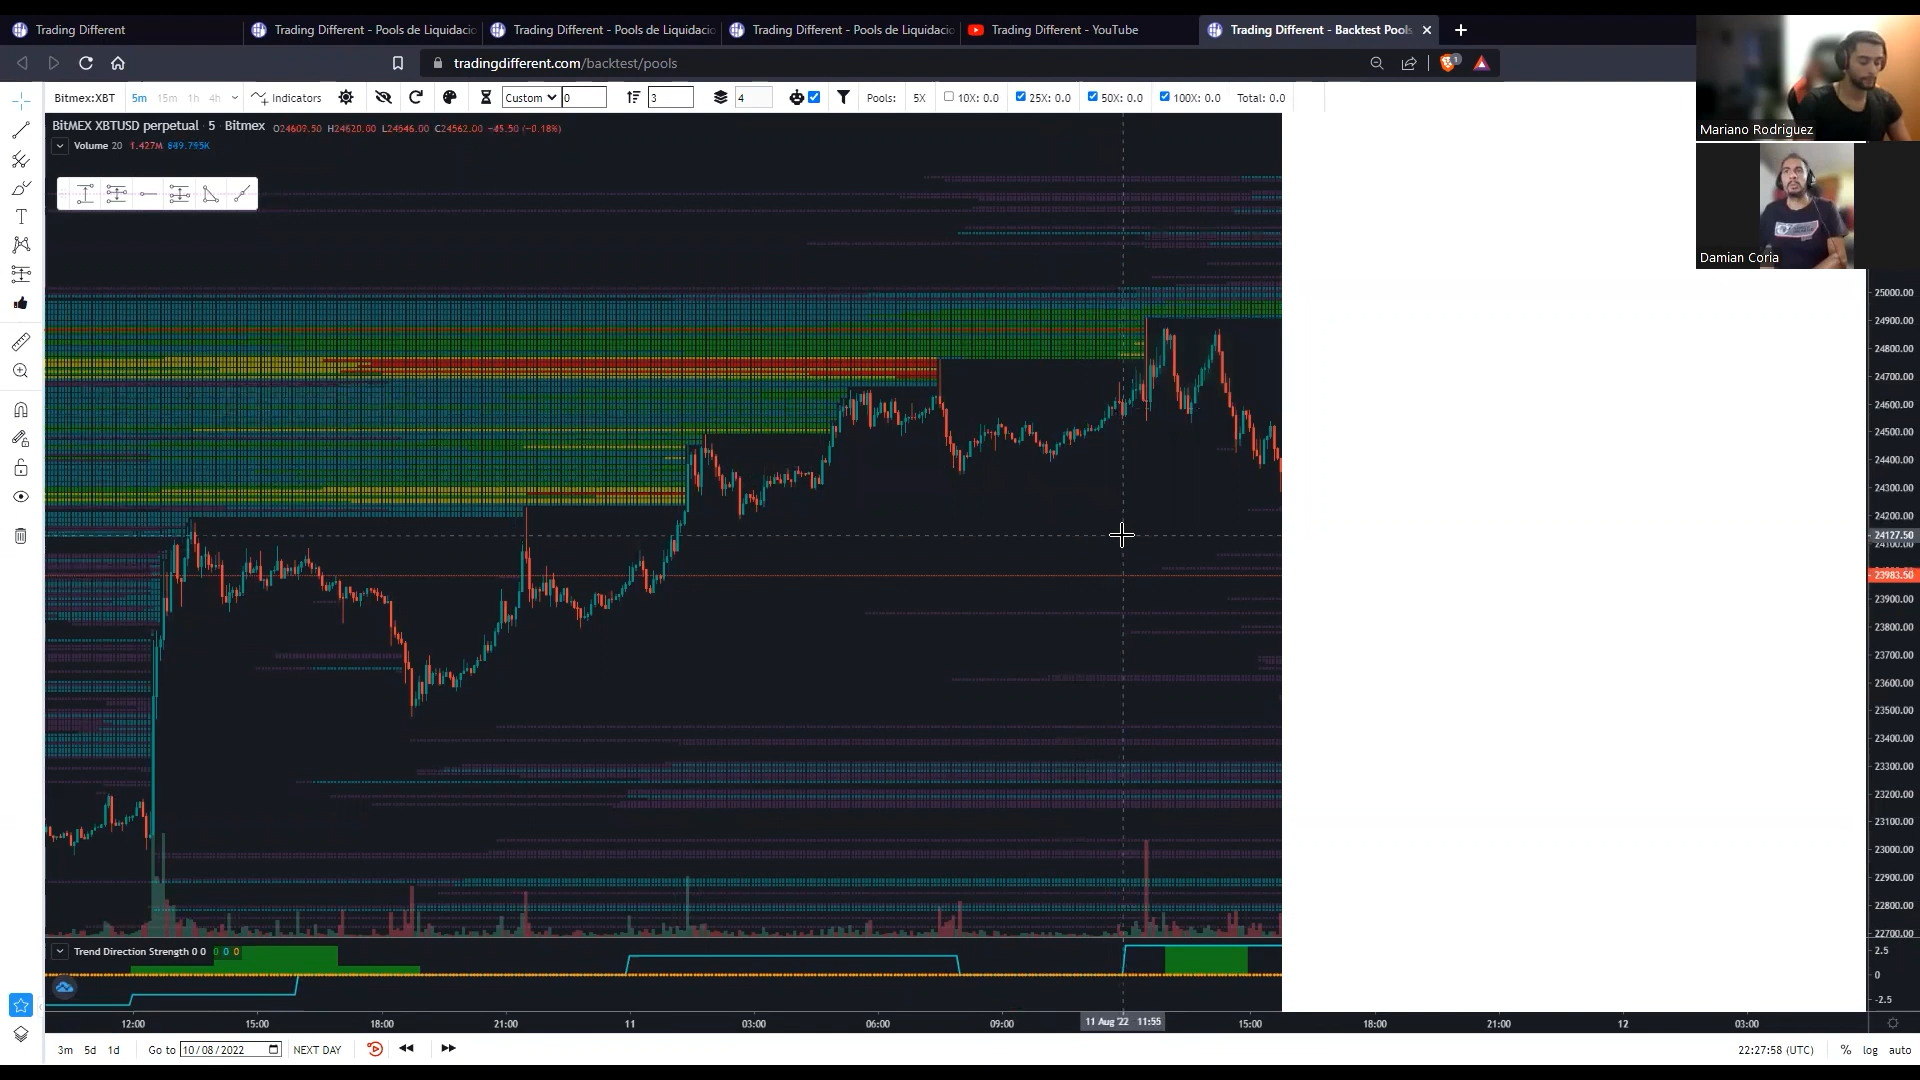 Trading Different
Trading Different - Pools de Liquidacio
Trading Different - Pools de Liquidacio
Trading Different - Pools de Liquidacio
Trading Different - YouTube
Trading Different - Backtest Pools
tradingdifferent.com/backtest/pools
Bitmex:XBT
5m 15m 1h 4h
Indicators
Custom 0
3
4
Pools: 5X 10X: 0.0 25X: 0.0 50X: 0.0 100X: 0.0 Total: 0.0
Mariano Rodriguez
Damian Coria
BitMEX XBTUSD perpetual 5 Bitmex
O24609.50 H24620.00 L24546.00 C24562.00 −45.50 (−0.18%)
Volume 20 1.427M 849.795K
25000.00
24900.00
24800.00
24700.00
24600.00
24500.00
24400.00
24300.00
24200.00
24127.50
24100.00
23983.50
23900.00
23800.00
23700.00
23600.00
23500.00
23400.00
23300.00
23200.00
23100.00
23000.00
22900.00
22800.00
22700.00
Trend Direction Strength 0 0 0 0 0
2.5
0
-2.5
12:00 15:00 18:00 21:00 11 03:00 06:00 09:00 11 Aug '22 11:55 15:00 18:00 21:00 12 03:00
3m 5d 1d
Go to 10/08/2022
NEXT DAY
22:27:58 (UTC)
% log auto